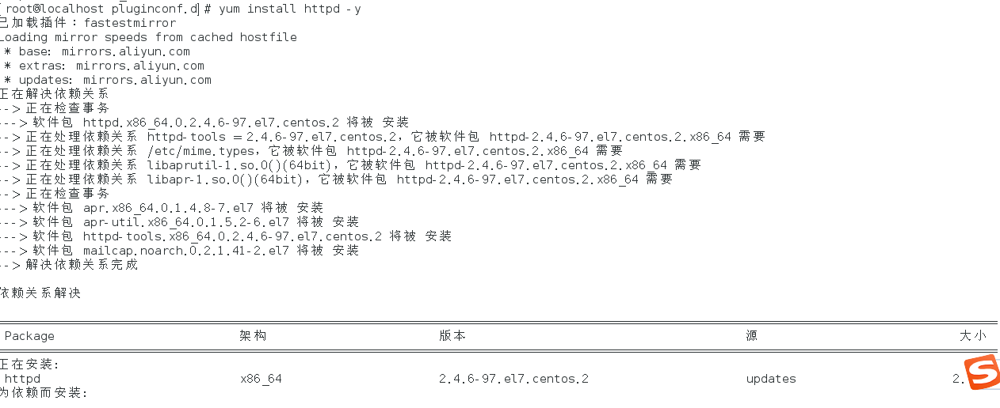 [root@localhost pluginconf.d]# yum install httpd -y
已加载插件：fastestmirror
Loading mirror speeds from cached hostfile
* base: mirrors.aliyun.com
* extras: mirrors.aliyun.com
* updates: mirrors.aliyun.com
正在解决依赖关系
--> 正在检查事务
---> 软件包 httpd.x86_64.0.2.4.6-97.el7.centos.2 将被 安装
--> 正在处理依赖关系 httpd-tools = 2.4.6-97.el7.centos.2，它被软件包 httpd-2.4.6-97.el7.centos.2.x86_64 需要
--> 正在处理依赖关系 /etc/mime.types，它被软件包 httpd-2.4.6-97.el7.centos.2.x86_64 需要
--> 正在处理依赖关系 libaprutil-1.so.0()(64bit)，它被软件包 httpd-2.4.6-97.el7.centos.2.x86_64 需要
--> 正在处理依赖关系 libapr-1.so.0()(64bit)，它被软件包 httpd-2.4.6-97.el7.centos.2.x86_64 需要
--> 正在检查事务
---> 软件包 apr.x86_64.0.1.4.8-7.el7 将被 安装
---> 软件包 apr-util.x86_64.0.1.5.2-6.el7 将被 安装
---> 软件包 httpd-tools.x86_64.0.2.4.6-97.el7.centos.2 将被 安装
---> 软件包 mailcap.noarch.0.2.1.41-2.el7 将被 安装
--> 解决依赖关系完成
依赖关系解决
Package 架构 版本 源 大小
正在安装:
httpd x86_64 2.4.6-97.el7.centos.2 updates 2.
为依赖而安装: